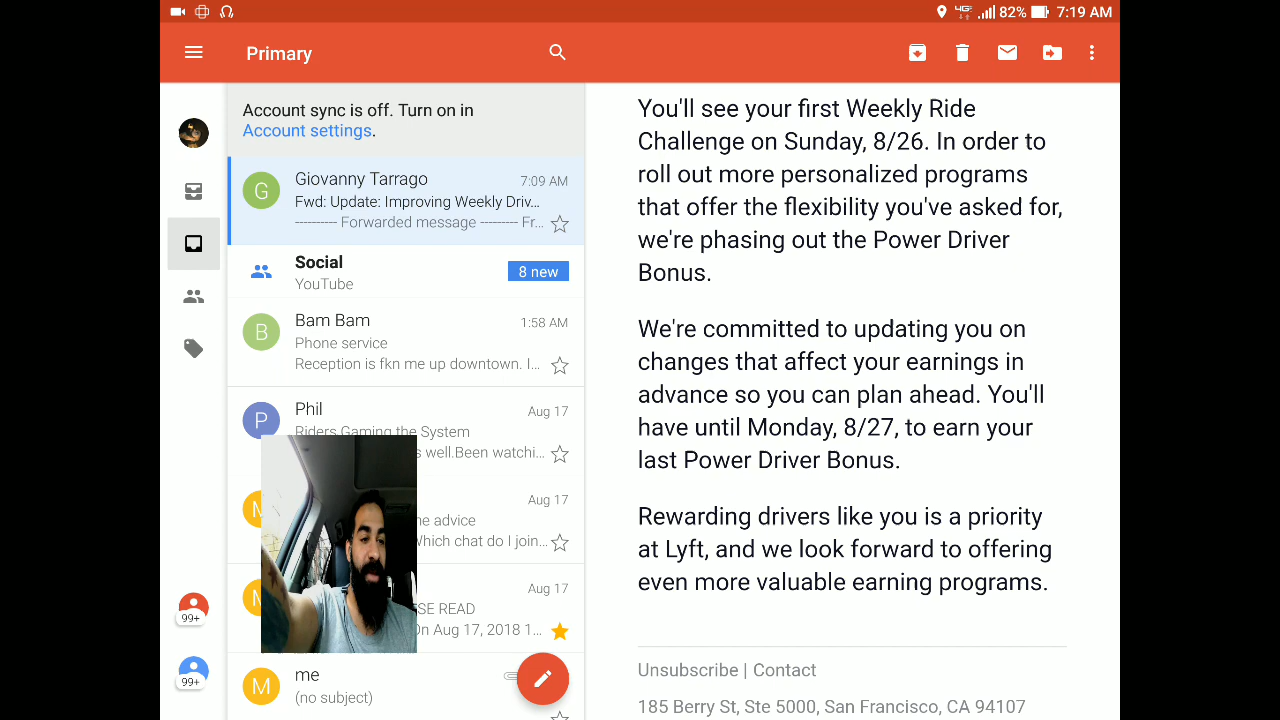 82% 7:19 AM
Primary
Account sync is off. Turn on in
Account settings.
G
Giovanny Tarrago 7:09 AM
Fwd: Update: Improving Weekly Driv...
---------- Forwarded message --------- Fr...
Social
8 new
YouTube
B
Bam Bam 1:58 AM
Phone service
Reception is fkn me up downtown. I...
P
Phil Aug 17
Riders Gaming the System
s well.Been watchi...
Aug 17
ne advice
Which chat do I join...
Aug 17
SE READ
On Aug 17, 2018 1...
M
me
(no subject)
99+
99+
You'll see your first Weekly Ride
Challenge on Sunday, 8/26. In order to
roll out more personalized programs
that offer the flexibility you've asked for,
we're phasing out the Power Driver
Bonus.
We're committed to updating you on
changes that affect your earnings in
advance so you can plan ahead. You'll
have until Monday, 8/27, to earn your
last Power Driver Bonus.
Rewarding drivers like you is a priority
at Lyft, and we look forward to offering
even more valuable earning programs.
Unsubscribe | Contact
185 Berry St, Ste 5000, San Francisco, CA 94107